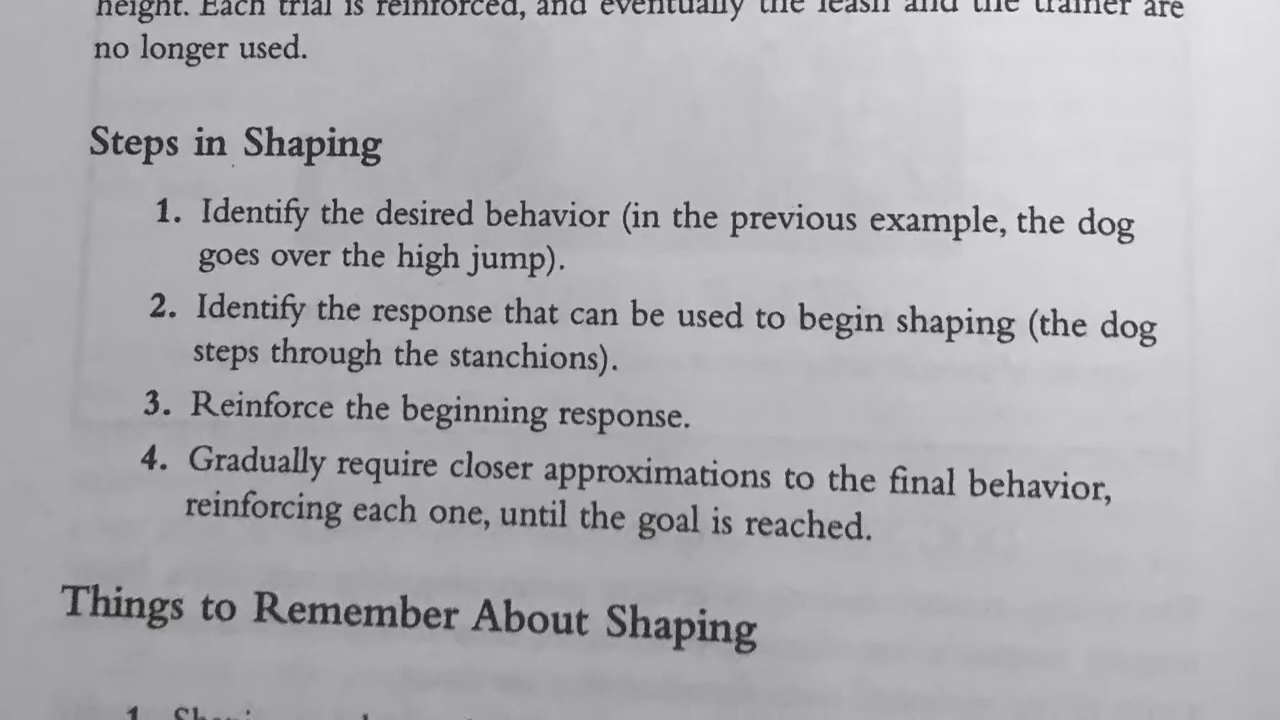 height. Each trial is reinforced, and eventually the leash and the trainer are
no longer used.
Steps in Shaping
1. Identify the desired behavior (in the previous example, the dog
goes over the high jump).
2. Identify the response that can be used to begin shaping (the dog
steps through the stanchions).
3. Reinforce the beginning response.
4. Gradually require closer approximations to the final behavior,
reinforcing each one, until the goal is reached.
Things to Remember About Shaping
1.